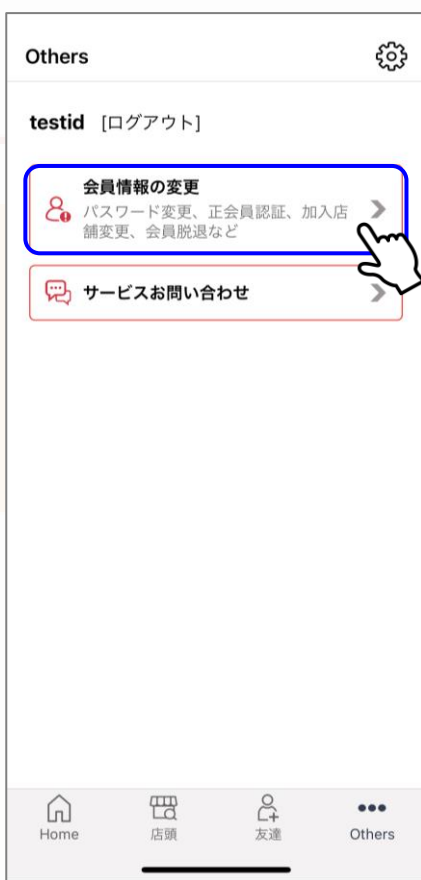 Others
testid [ログアウト]
会員情報の変更
パスワード変更、正会員認証、加入店
舗変更、会員脱退など
サービスお問い合わせ
Home
店頭
友達
Others